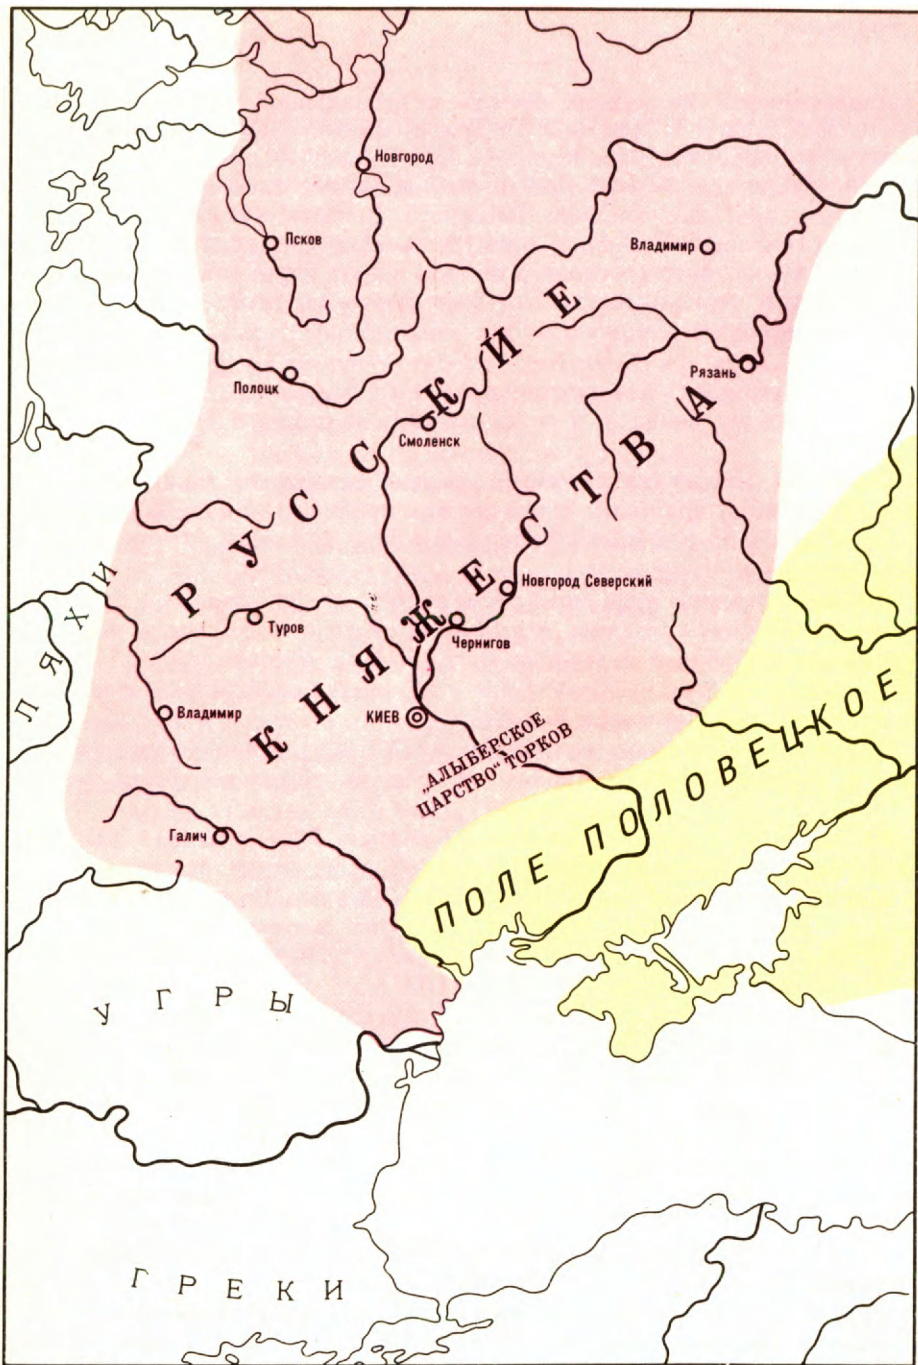 Новгород
Псков
Владимир
Полоцк
Рязань
Смоленск
РУССКИЕ
КНЯЖЕСТВА
Новгород Северский
Туров
Чернигов
ЛЯХИ
Владимир
КИЕВ
„АЛЫБЕРСКОЕ
ЦАРСТВО“ ТОРКОВ
Галич
ПОЛЕ ПОЛОВЕЦКОЕ
УГРЫ
ГРЕКИ